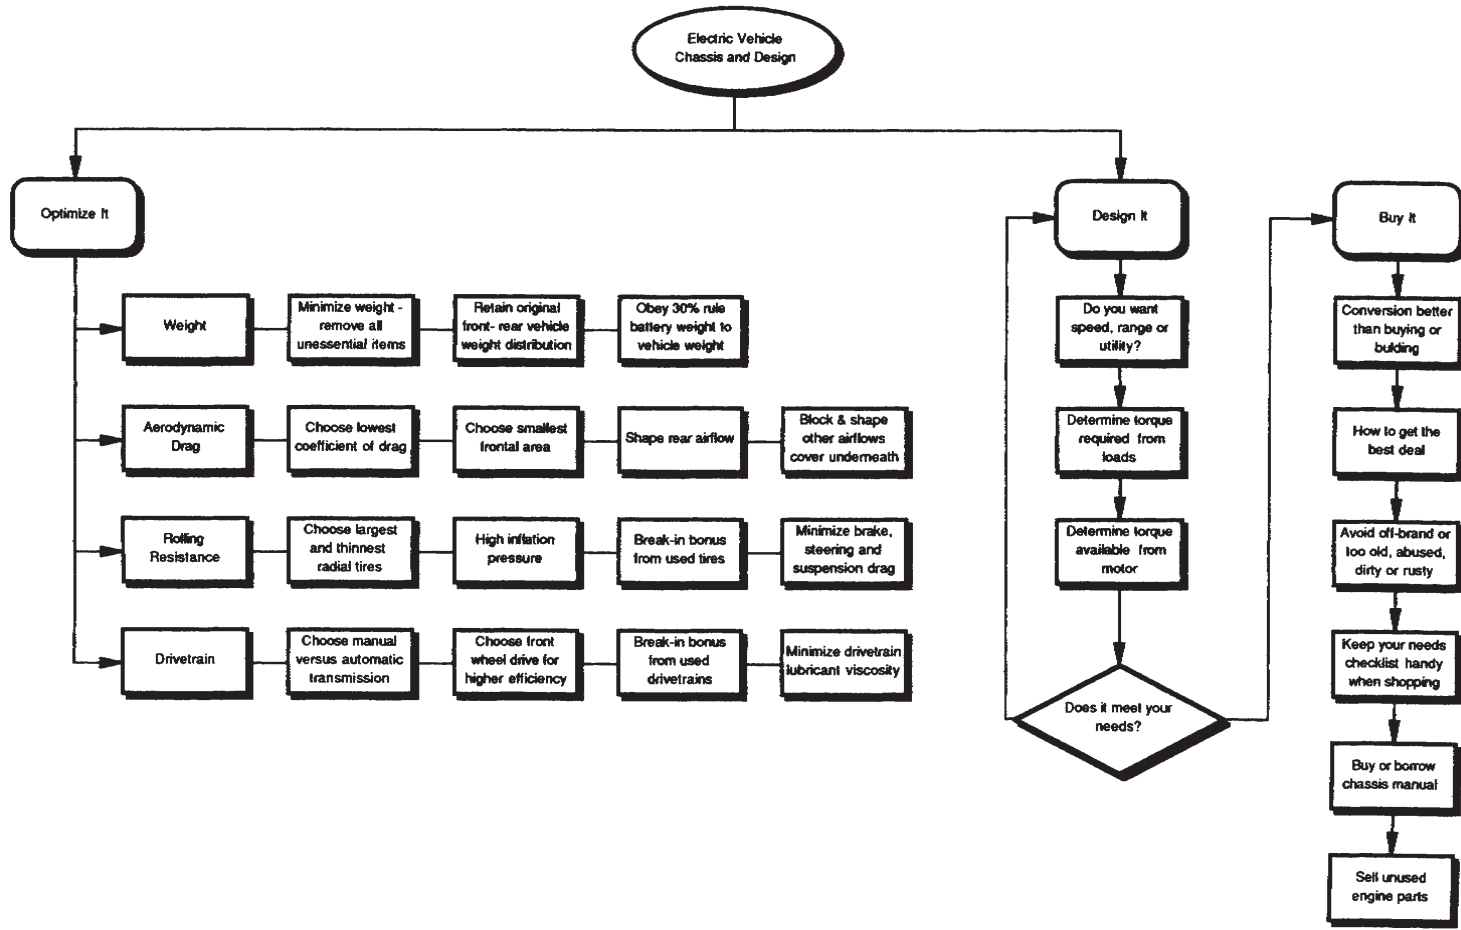 Electric Vehicle
Chassis and Design
Optimize It
Design It
Buy It
Weight
Minimize weight -
remove all
unessential items
Retain original
front- rear vehicle
weight distribution
Obey 30% rule
battery weight to
vehicle weight
Aerodynamic
Drag
Choose lowest
coefficient of drag
Choose smallest
frontal area
Shape rear airflow
Block & shape
other airflows
cover underneath
Rolling
Resistance
Choose largest
and thinnest
radial tires
High inflation
pressure
Break-in bonus
from used tires
Minimize brake,
steering and
suspension drag
Drivetrain
Choose manual
versus automatic
transmission
Choose front
wheel drive for
higher efficiency
Break-in bonus
from used
drivetrains
Minimize drivetrain
lubricant viscosity
Do you want
speed, range or
utility?
Determine torque
required from
loads
Determine torque
available from
motor
Does it meet your
needs?
Conversion better
than buying or
building
How to get the
best deal
Avoid off-brand or
too old, abused,
dirty or rusty
Keep your needs
checklist handy
when shopping
Buy or borrow
chassis manual
Sell unused
engine parts